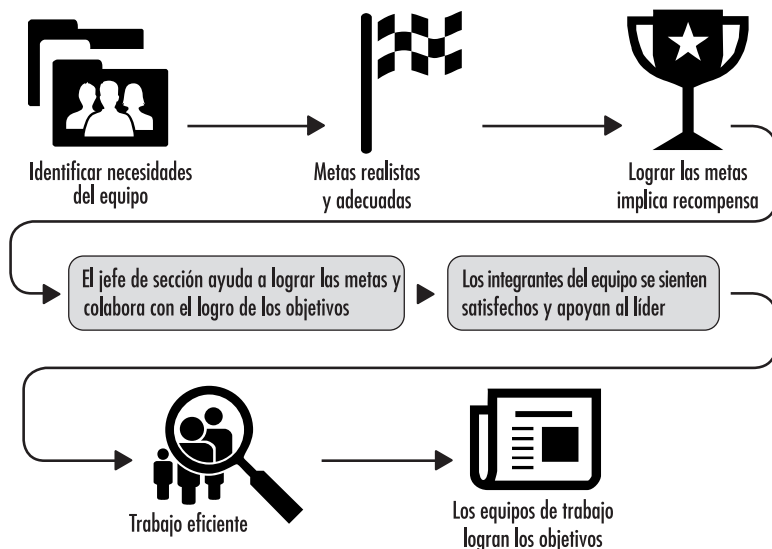 Identificar necesidades
del equipo
Metas realistas
y adecuadas
Lograr las metas
implica recompensa
El jefe de sección ayuda a lograr las metas y
colabora con el logro de los objetivos
Los integrantes del equipo se sienten
satisfechos y apoyan al líder
Trabajo eficiente
Los equipos de trabajo
logran los objetivos